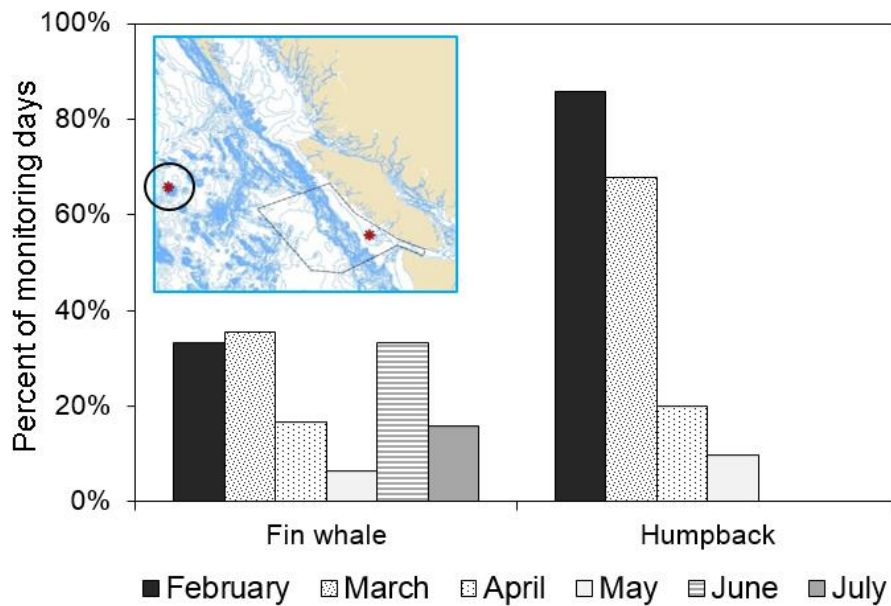 Percent of monitoring days
100%
80%
60%
40%
20%
0%
Fin whale Humpback
February March April May June July